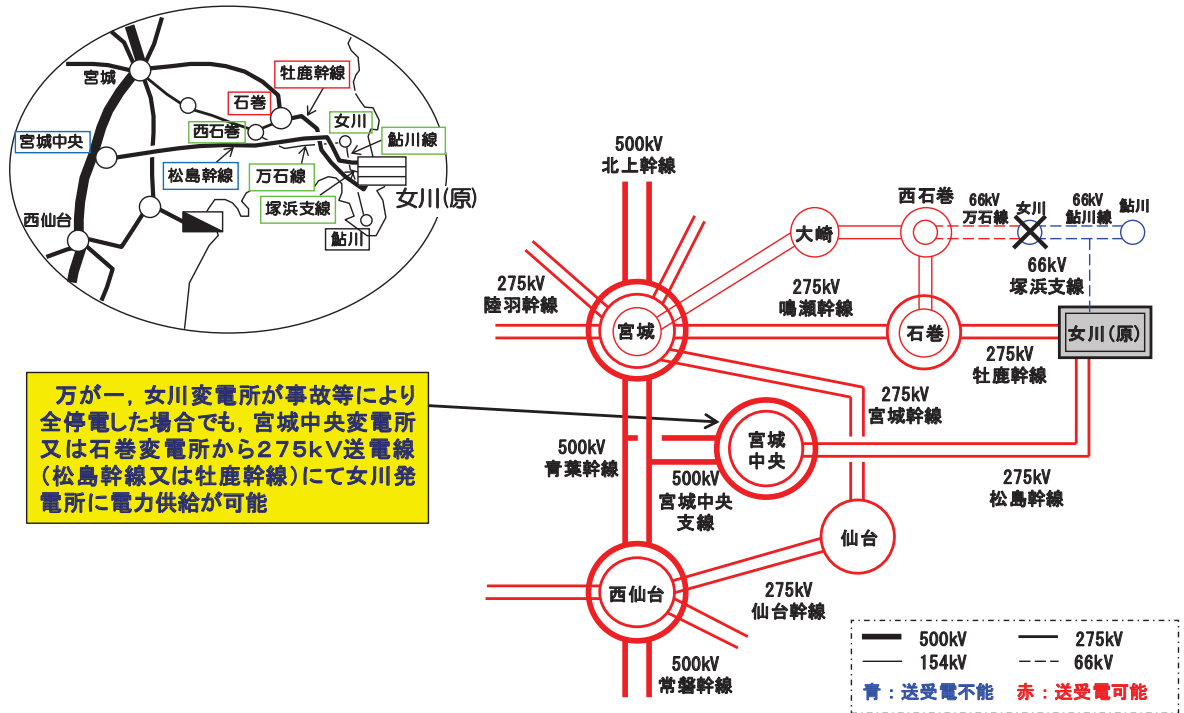 宮城
牡鹿幹線
石巻
女川
西石巻
鮎川線
宮城中央
松島幹線
万石線
塚浜支線
女川(原)
西仙台
鮎川
500kV
北上幹線
西石巻
66kV
万石線
女川
66kV
鮎川線
鮎川
大崎
66kV
塚浜支線
275kV
陸羽幹線
275kV
鳴瀬幹線
宮城
石巻
女川(原)
275kV
牡鹿幹線
275kV
宮城幹線
万が一，女川変電所が事故等により
全停電した場合でも，宮城中央変電所
又は石巻変電所から２７５ｋＶ送電線
（松島幹線又は牡鹿幹線）にて女川発
電所に電力供給が可能
500kV
青葉幹線
宮城
中央
500kV
宮城中央
支線
275kV
松島幹線
仙台
西仙台
275kV
仙台幹線
500kV
常磐幹線
500kV
275kV
154kV
66kV
青：送受電不能
赤：送受電可能